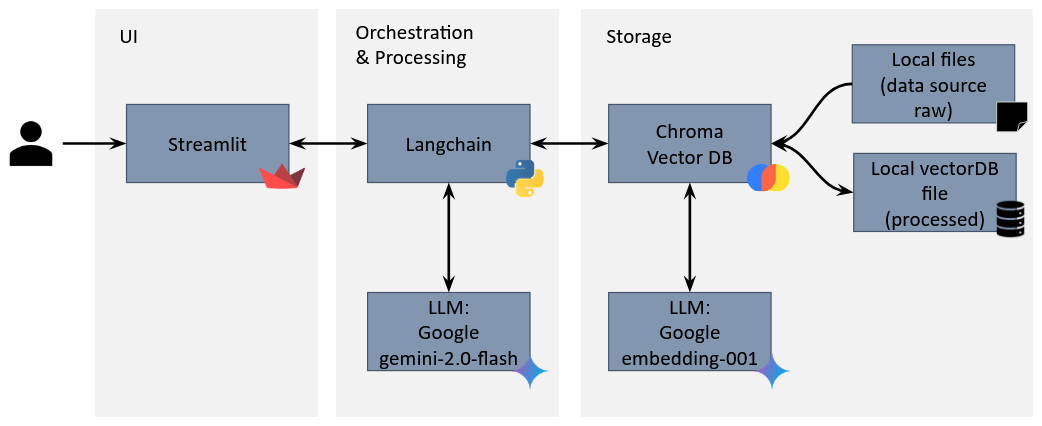 UI
Orchestration
& Processing
Storage
Streamlit
Langchain
Chroma
Vector DB
Local files
(data source
raw)
Local vectorDB
file
(processed)
LLM:
Google
gemini-2.0-flash
LLM:
Google
embedding-001